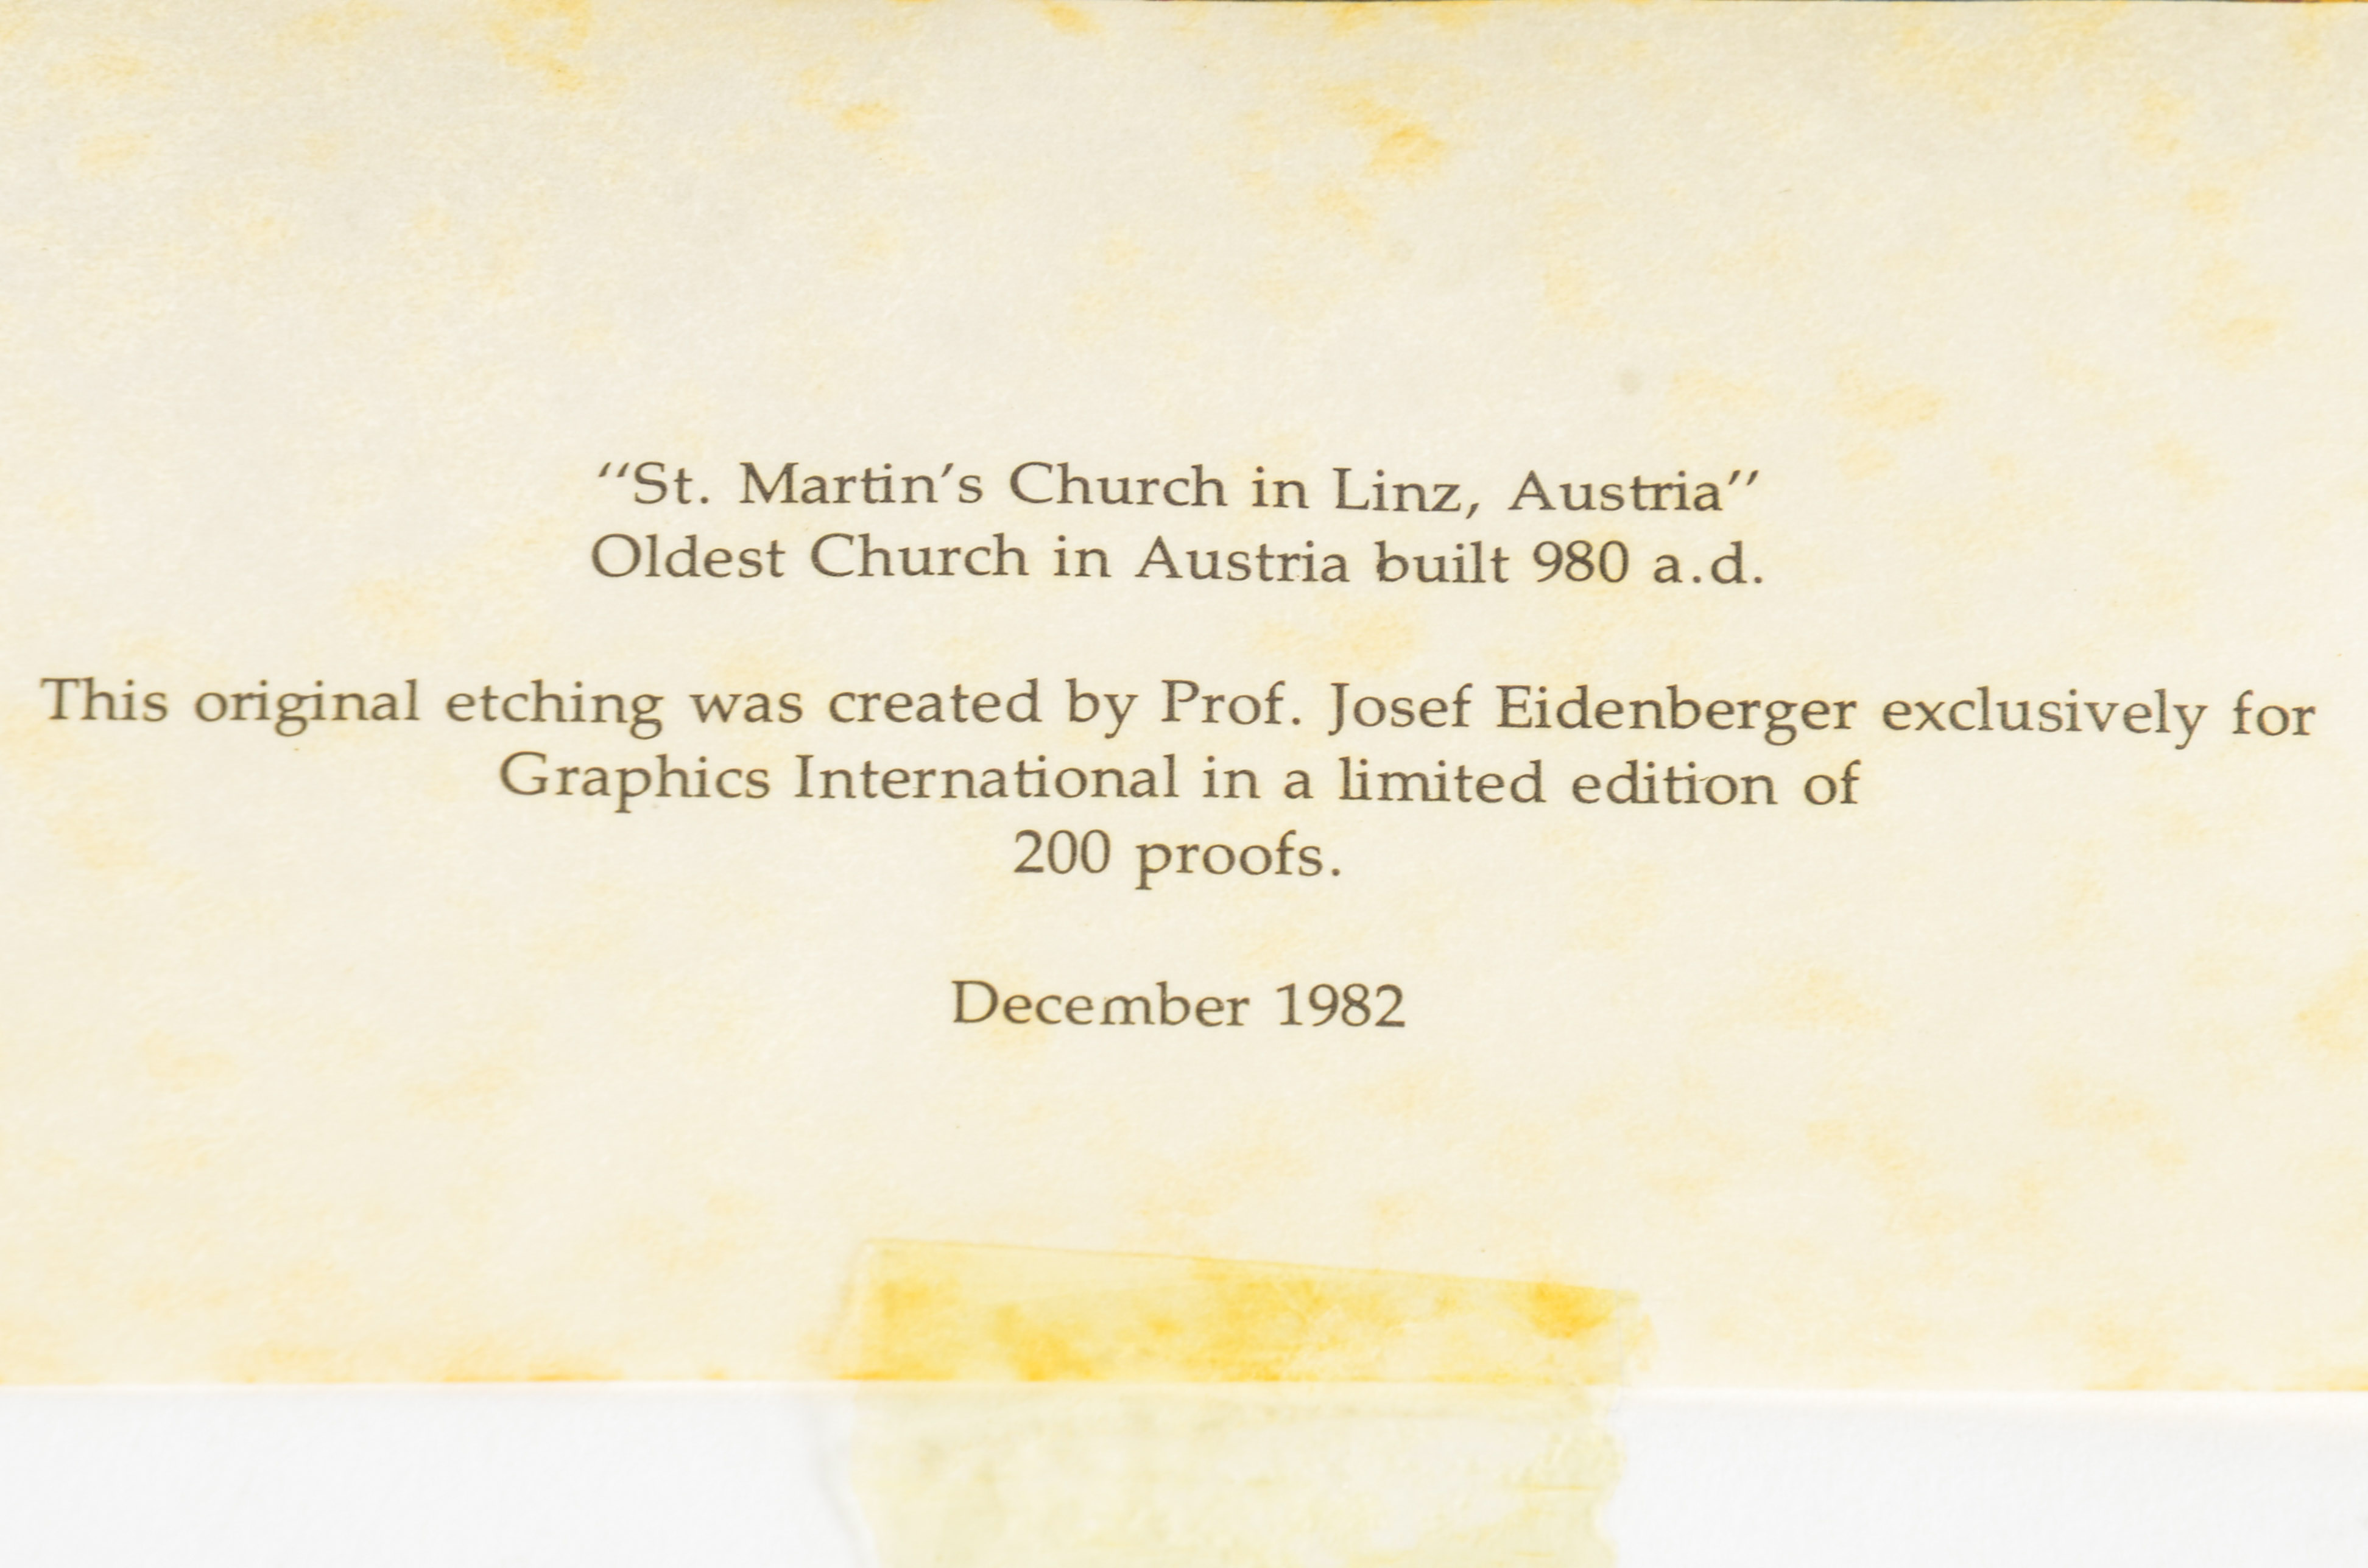 “St. Martin’s Church in Linz, Austria”
Oldest Church in Austria built 980 a.d.
This original etching was created by Prof. Josef Eidenberger exclusively for
Graphics International in a limited edition of
200 proofs.
December 1982